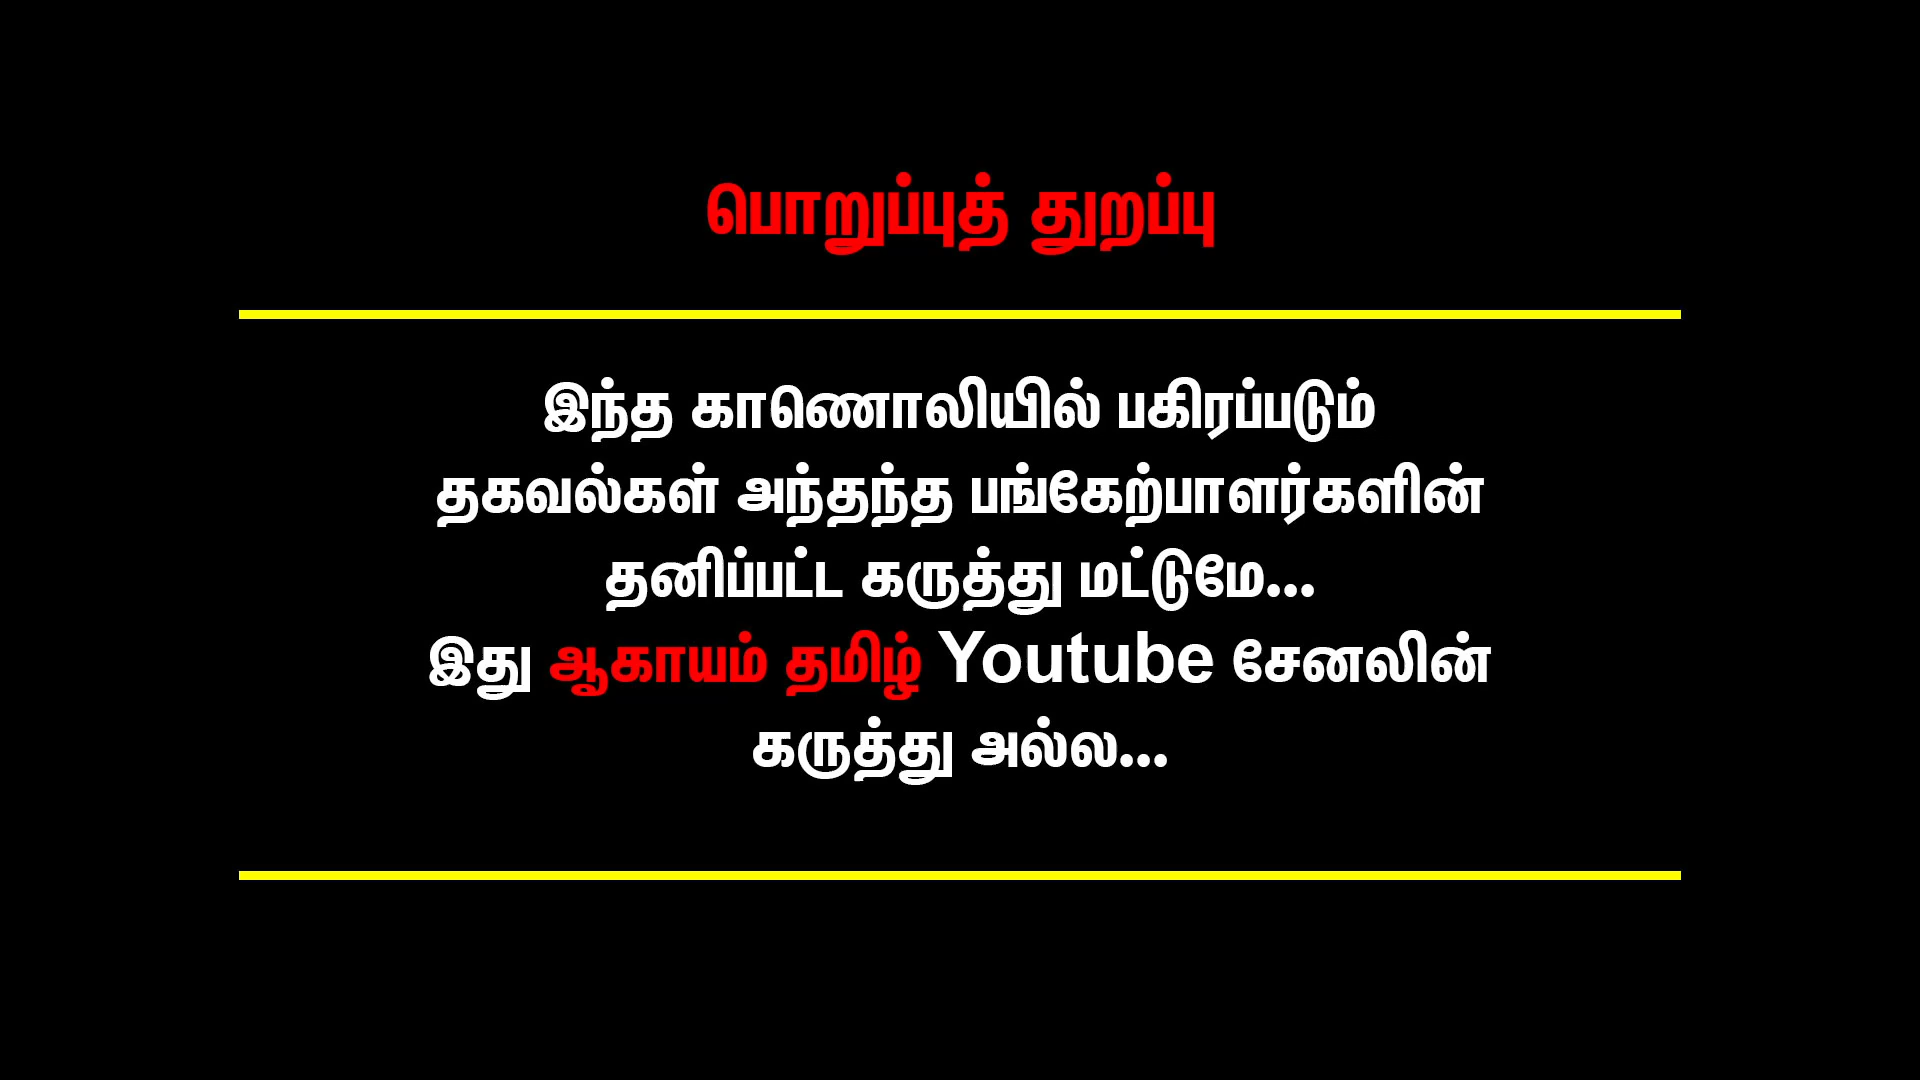 பொறுப்புத் துறப்பு
இந்த காணொலியில் பகிரப்படும்
தகவல்கள் அந்தந்த பங்கேற்பாளர்களின்
தனிப்பட்ட கருத்து மட்டுமே...
இது ஆகாயம் தமிழ் Youtube சேனலின்
கருத்து அல்ல...